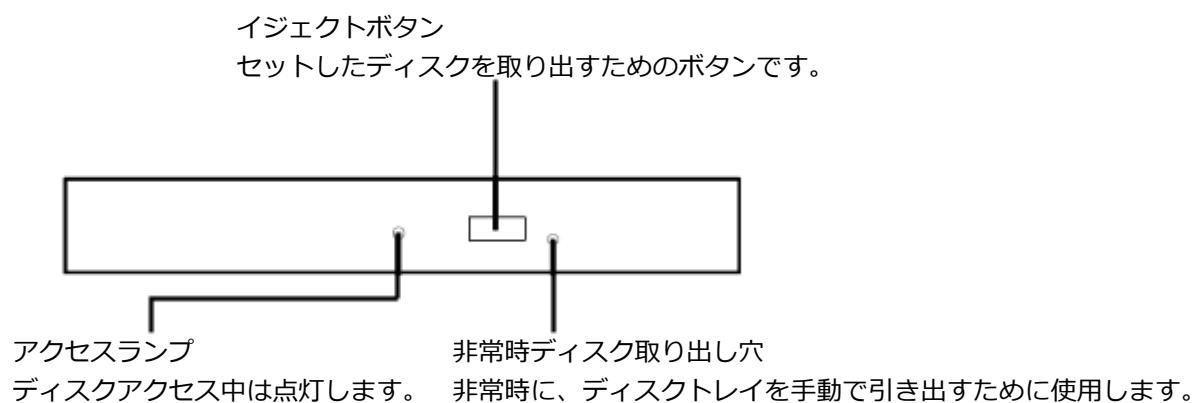 イジェクトボタン
セットしたディスクを取り出すためのボタンです。
アクセスランプ
ディスクアクセス中は点灯します。
非常時ディスク取り出し穴
非常時に、ディスクトレイを手動で引き出すために使用します。